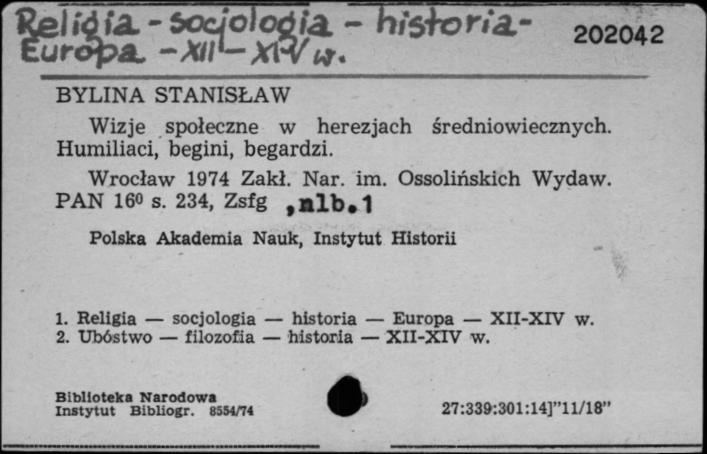 Religia - socjologia - historia -
202042
Europa - XII - XIV w.
BYLINA STANISŁAW
Wizje społeczne w herezjach średniowiecznych.
Humiliaci, begini, begardzi.
Wrocław 1974 Zakł. Nar. im. Ossolińskich Wydaw.
PAN 16º s. 234, Zsfg ,nlb.1
Polska Akademia Nauk, Instytut Historii
1. Religia — socjologia — historia — Europa — XII-XIV w.
2. Ubóstwo — filozofia — historia — XII-XIV w.
Biblioteka Narodowa
Instytut Bibliogr. 8554/74
27:339:301:14]”11/18”